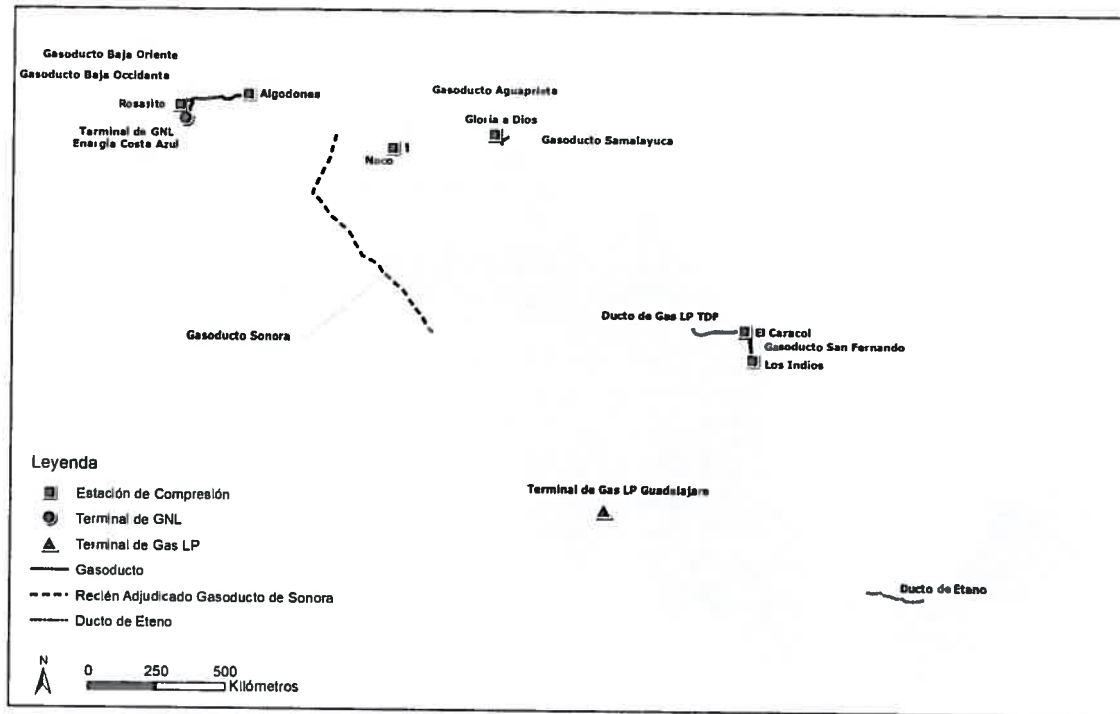 Gasoducto Baja Oriente
Gasoducto Baja Occidente
Rosarito
Algodones
Terminal de GNL
Energía Costa Azul
Gasoducto Aguaprieta
Gloria a Dios
Gasoducto Samalayuca
Naco
Gasoducto Sonora
Ducto de Gas LP TDF
El Caracol
Gasoducto San Fernando
Los Indios
Terminal de Gas LP Guadalajara
Ducto de Etano
Leyenda
Estación de Compresión
Terminal de GNL
Terminal de Gas LP
Gasoducto
Recién Adjudicado Gasoducto de Sonora
Ducto de Eteno
N
0 250 500
Kilómetros